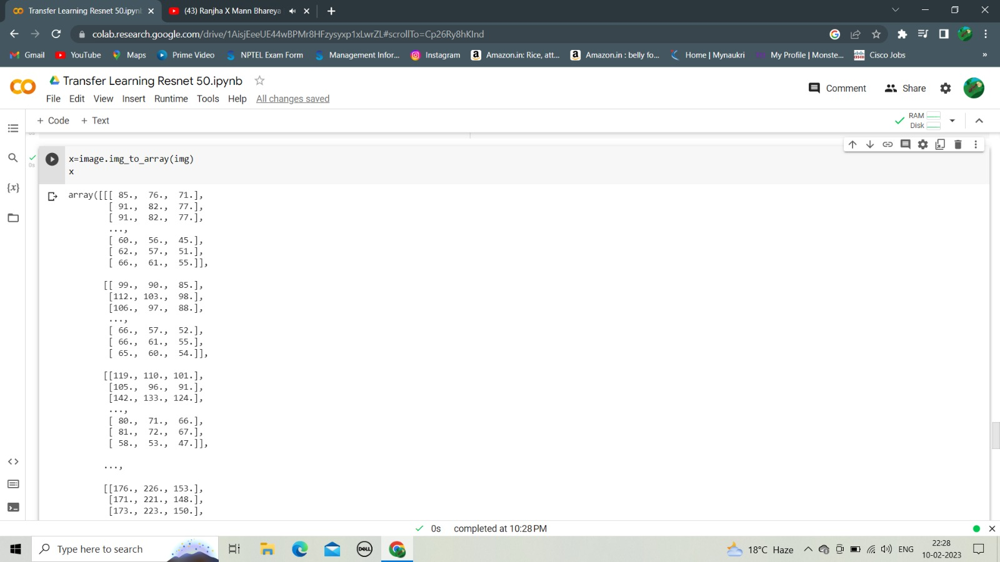 Transfer Learning Resnet 50.ipynb
(43) Ranjha X Mann Bhareya
colab.research.google.com/drive/1AisjEeeUE44wBPMr8HFzysyxp1xLwrZL#scrollTo=Cp26Ry8hKInd
Gmail YouTube Maps Prime Video NPTEL Exam Form Management Infor... Instagram Amazon.in: Rice, att... Amazon.in : belly fo... Home | Mynaukri My Profile | Monste... Cisco Jobs »
Transfer Learning Resnet 50.ipynb
Comment Share
File Edit View Insert Runtime Tools Help All changes saved
+ Code + Text
RAM
Disk
0s
x=image.img_to_array(img)
x
array([[[ 85., 76., 71.],
[ 91., 82., 77.],
[ 91., 82., 77.],
...,
[ 60., 56., 45.],
[ 62., 57., 51.],
[ 66., 61., 55.]],
[[ 99., 90., 85.],
[112., 103., 98.],
[106., 97., 88.],
...,
[ 66., 57., 52.],
[ 66., 61., 55.],
[ 65., 60., 54.]],
[[119., 110., 101.],
[105., 96., 91.],
[142., 133., 124.],
...,
[ 80., 71., 66.],
[ 81., 72., 67.],
[ 58., 53., 47.]],
...,
[[176., 226., 153.],
[171., 221., 148.],
[173., 223., 150.],
0s completed at 10:28 PM
Type here to search
DELL
18°C Haze
ENG
22:28
10-02-2023